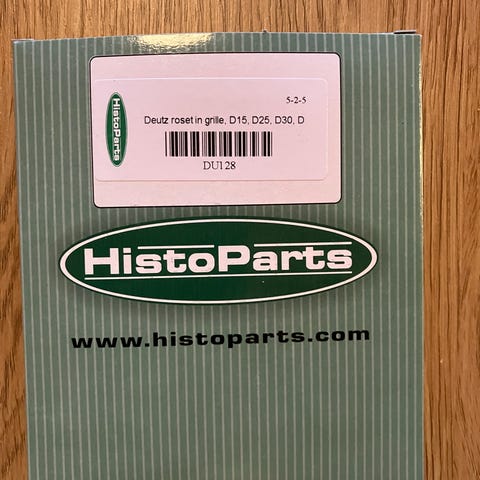 5-2-5
HistoParts
Deutz roset in grille, D15, D25, D30, D
DU128
HistoParts
www.histoparts.com